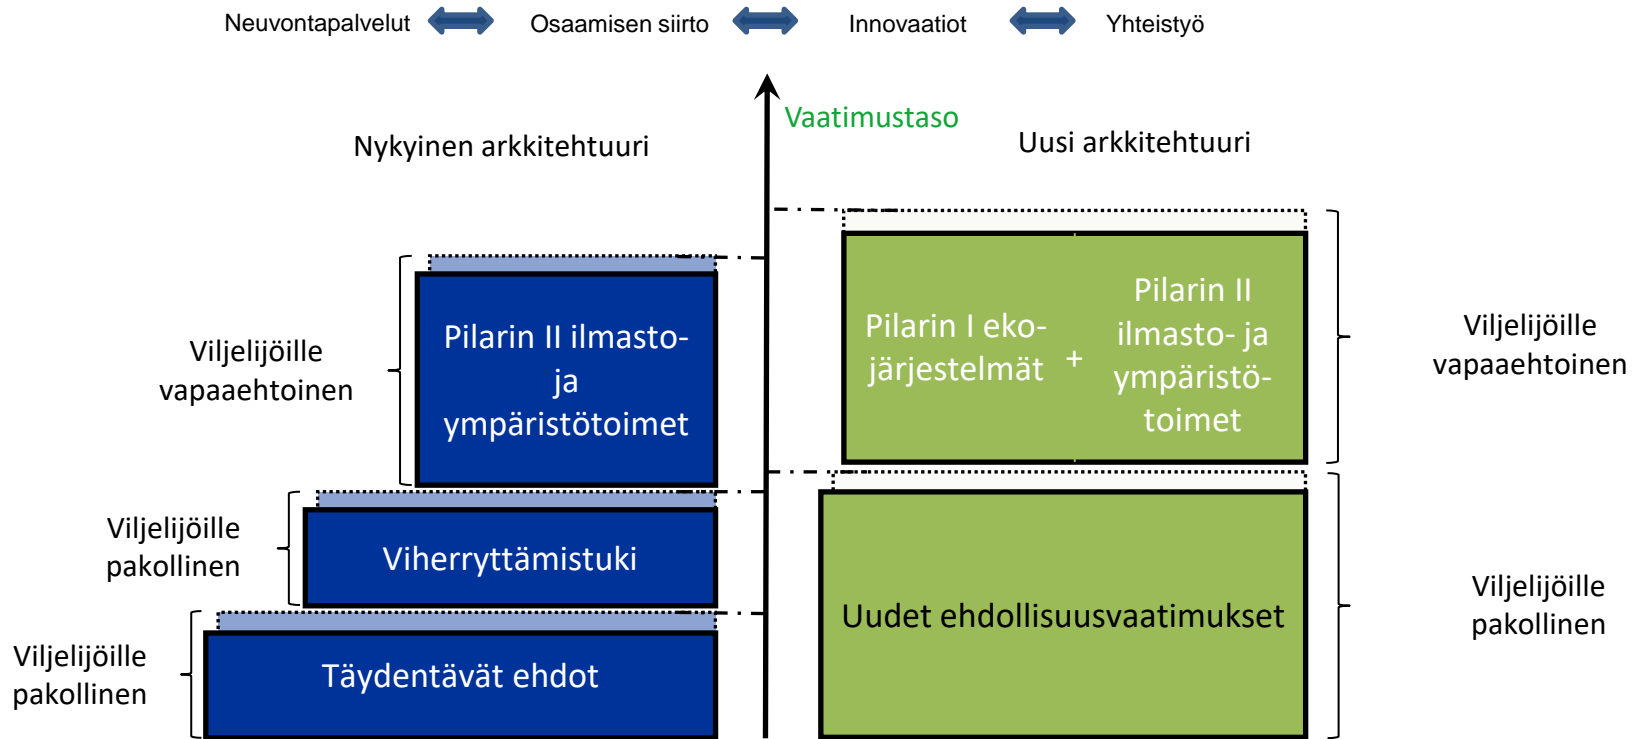 Neuvontapalvelut Osaamisen siirto Innovaatiot Yhteistyö
Vaatimustaso
Nykyinen arkkitehtuuri
Uusi arkkitehtuuri
Viljelijöille
vapaaehtoinen
Pilarin II ilmasto-
ja
ympäristötoimet
Viljelijöille
pakollinen
Viherryttämistuki
Viljelijöille
pakollinen
Täydentävät ehdot
Pilarin I eko-
järjestelmät
+
Pilarin II
ilmasto- ja
ympäristö-
toimet
Viljelijöille
vapaaehtoinen
Uudet ehdollisuusvaatimukset
Viljelijöille
pakollinen